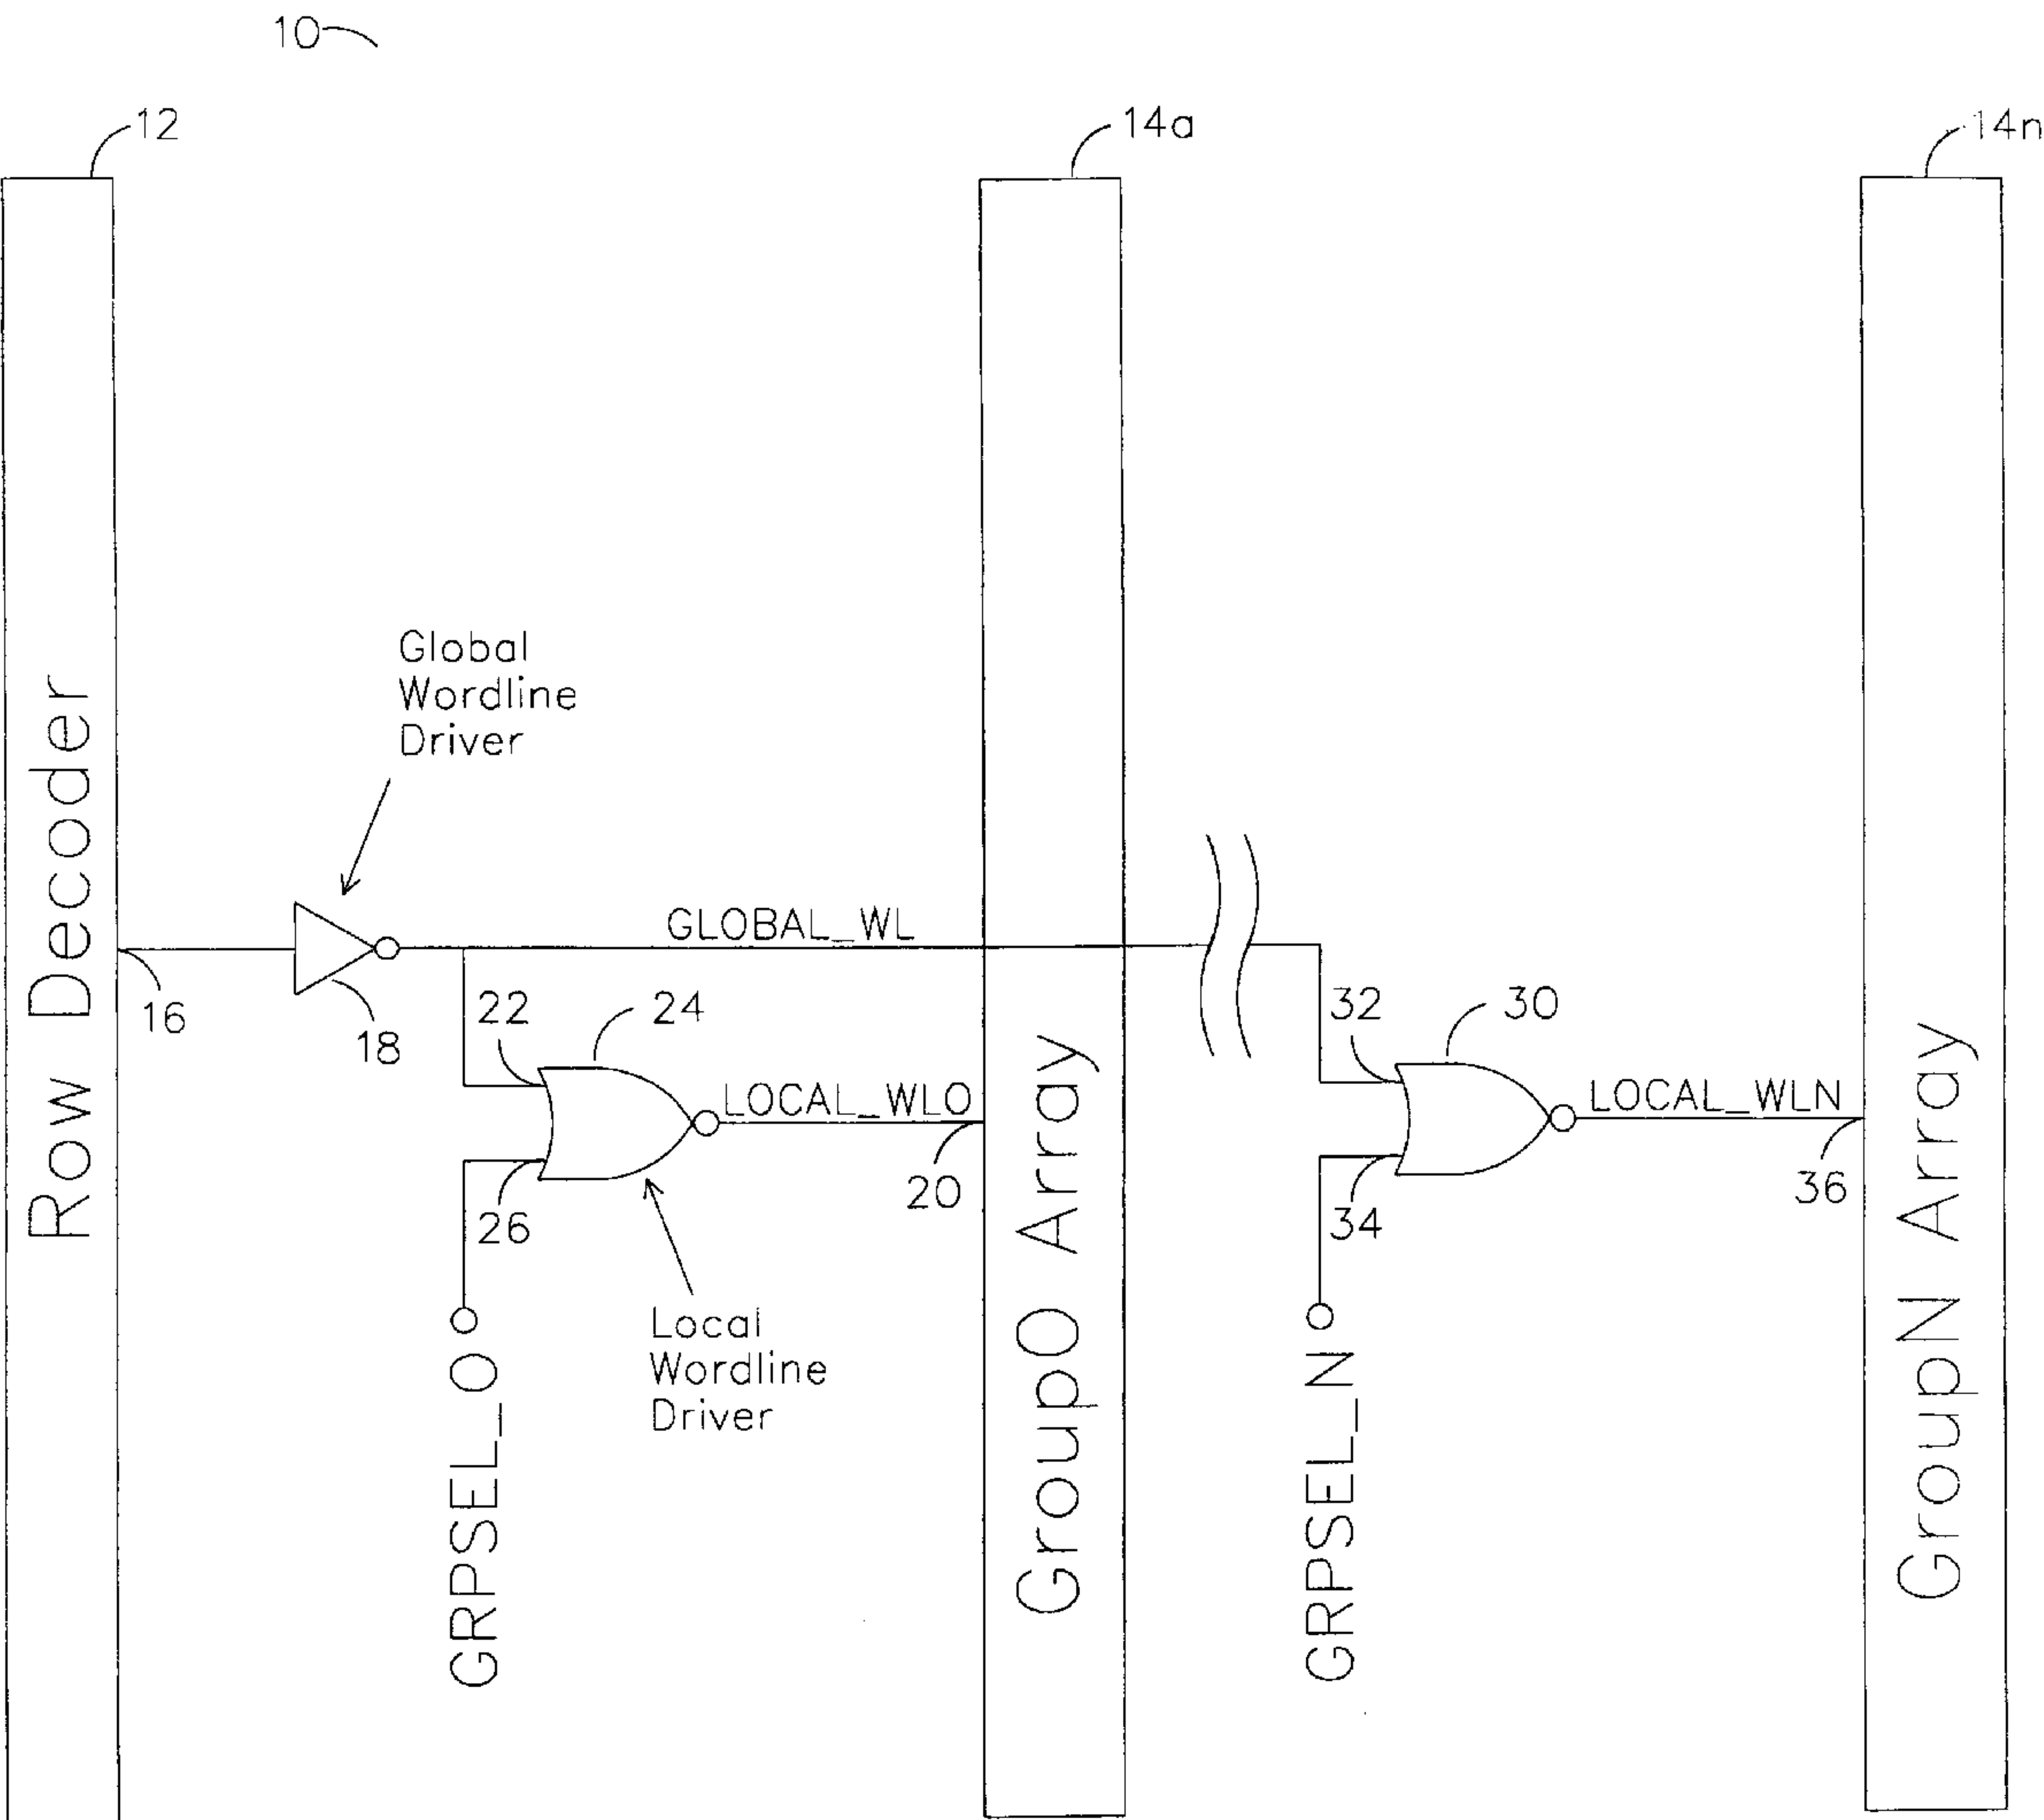 10
12
14a
14n
Row Decoder
Global
Wordline
Driver
GLOBAL_WL
16
18
22
24
32
30
LOCAL_WL0
LOCAL_WLN
26
20
34
36
Local
Wordline
Driver
GRPSEL_0
Group0 Array
GRPSEL_N
GroupN Array